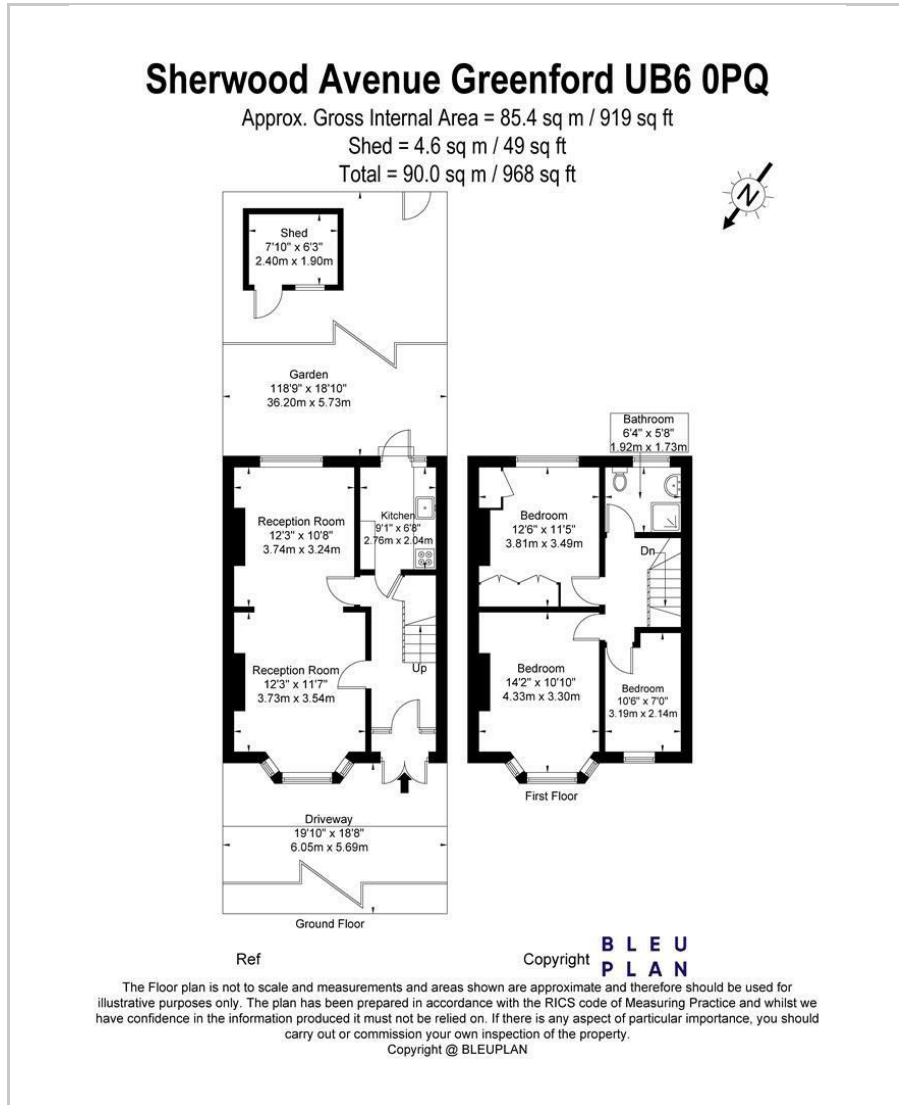 Sherwood Avenue Greenford UB6 0PQ
Approx. Gross Internal Area = 85.4 sq m / 919 sq ft
Shed = 4.6 sq m / 49 sq ft
Total = 90.0 sq m / 968 sq ft
N
Shed
7'10" x 6'3"
2.40m x 1.90m
Garden
118'9" x 18'10"
36.20m x 5.73m
Reception Room
12'3" x 10'8"
3.74m x 3.24m
Kitchen
9'1" x 6'8"
2.76m x 2.04m
Reception Room
12'3" x 11'7"
3.73m x 3.54m
Up
Driveway
19'10" x 18'8"
6.05m x 5.69m
Ground Floor
Bathroom
6'4" x 5'8"
1.92m x 1.73m
Bedroom
12'6" x 11'5"
3.81m x 3.49m
Dn
Bedroom
14'2" x 10'10"
4.33m x 3.30m
Bedroom
10'6" x 7'0"
3.19m x 2.14m
First Floor
Ref
Copyright
BLEU
PLAN
The Floor plan is not to scale and measurements and areas shown are approximate and therefore should be used for
illustrative purposes only. The plan has been prepared in accordance with the RICS code of Measuring Practice and whilst we
have confidence in the information produced it must not be relied on. If there is any aspect of particular importance, you should
carry out or commission your own inspection of the property.
Copyright @ BLEUPLAN